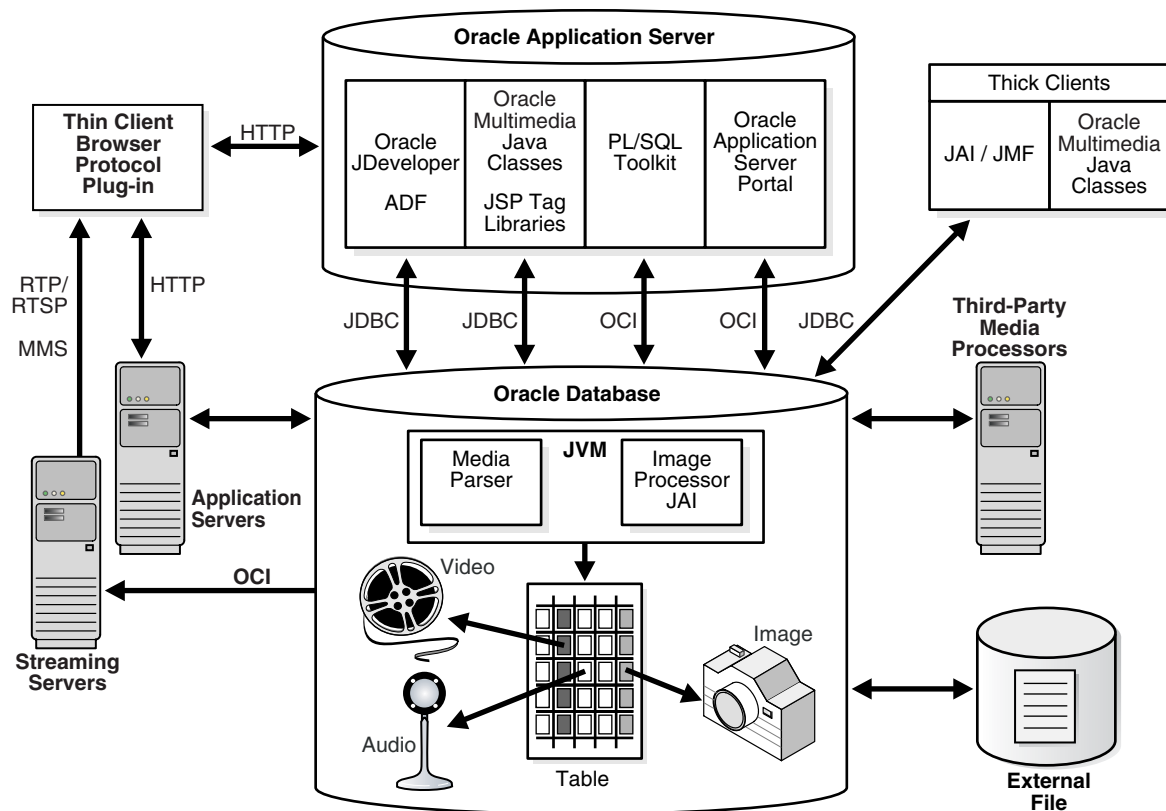 Oracle Application Server
Oracle
JDeveloper
ADF
Oracle
Multimedia
Java
Classes
JSP Tag
Libraries
PL/SQL
Toolkit
Oracle
Application
Server
Portal
Thick Clients
JAI / JMF
Oracle
Multimedia
Java
Classes
Thin Client
Browser
Protocol
Plug-in
HTTP
RTP/
RTSP
MMS
HTTP
JDBC
JDBC
OCI
OCI
JDBC
Third-Party
Media
Processors
Oracle Database
JVM
Media
Parser
Image
Processor
JAI
Application
Servers
OCI
Streaming
Servers
Video
Audio
Image
Table
External
File